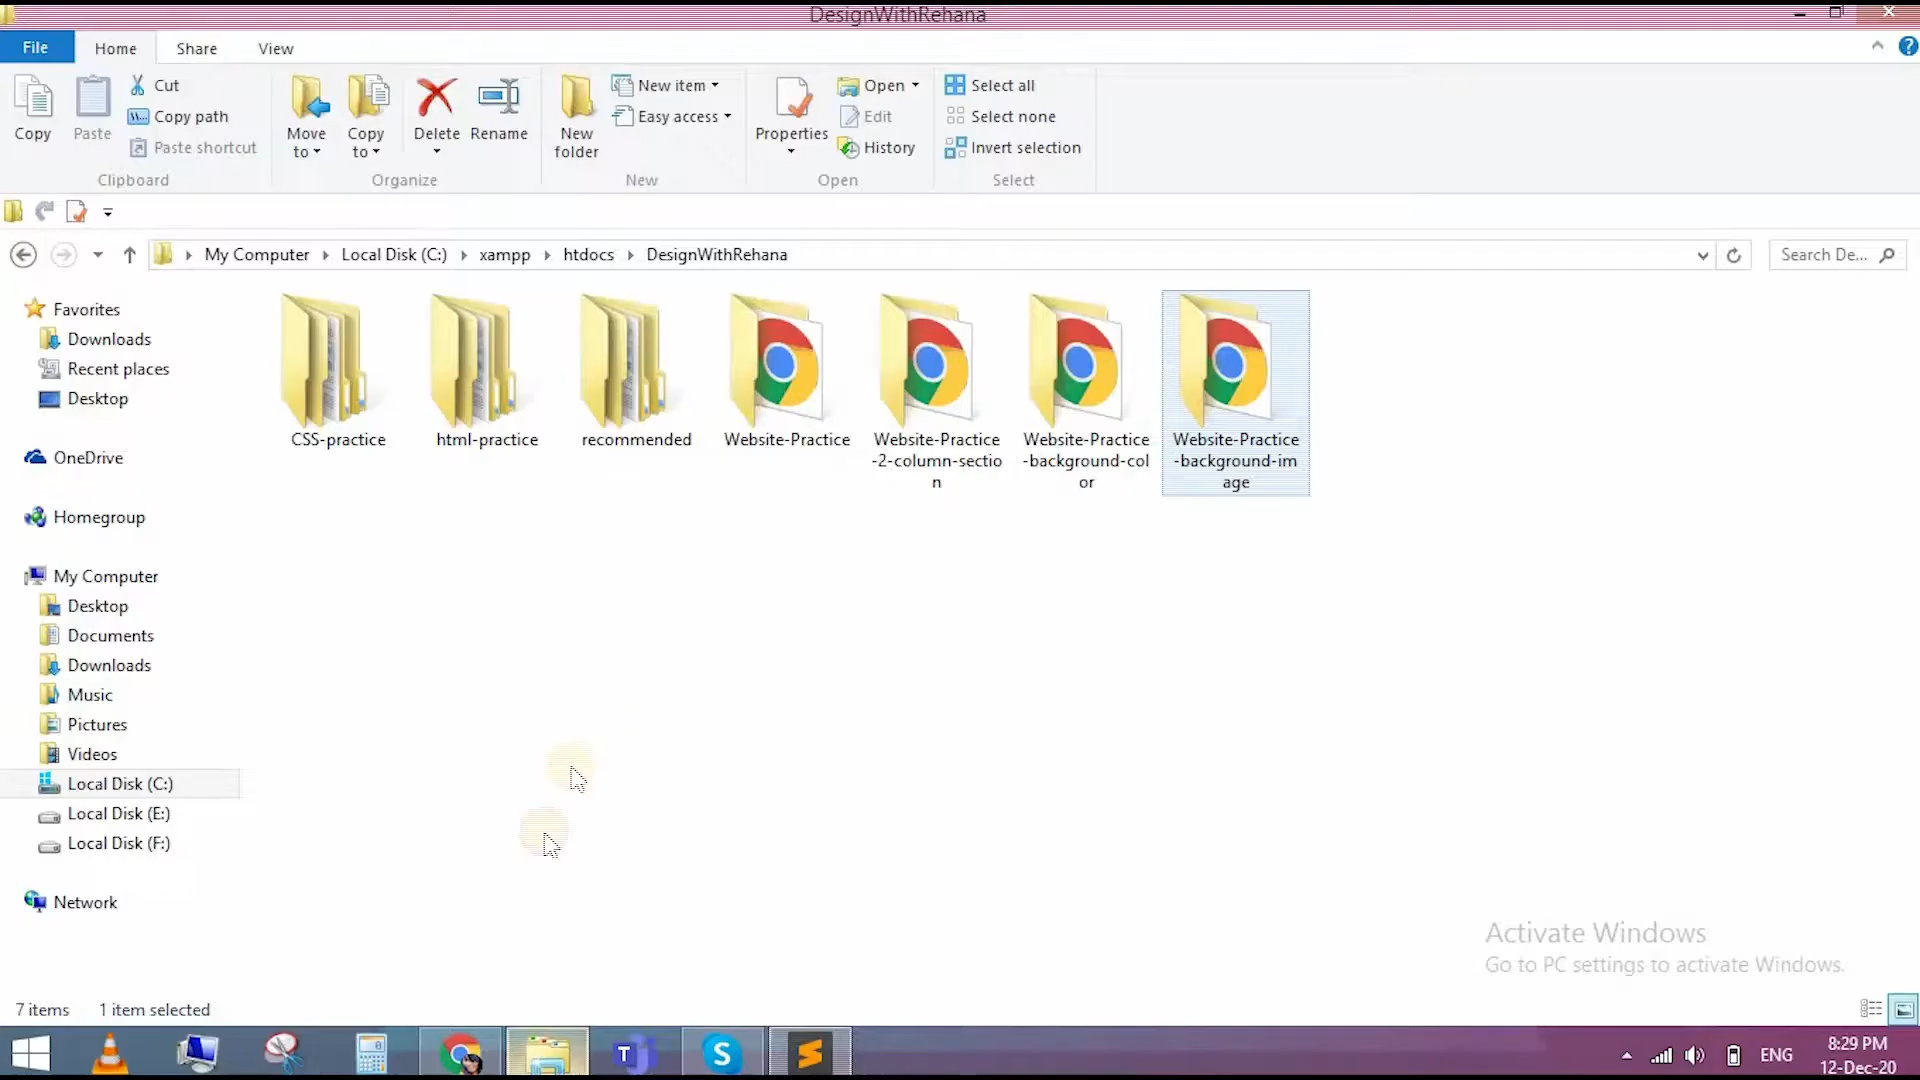 DesignWithRehana
File Home Share View
Copy Paste Cut Copy path Paste shortcut
Clipboard
Move to Copy to Delete Rename
Organize
New folder New item Easy access
New
Properties Open Edit History
Open
Select all Select none Invert selection
Select
My Computer Local Disk (C:) xampp htdocs DesignWithRehana Search De...
Favorites
Downloads
Recent places
Desktop
OneDrive
Homegroup
My Computer
Desktop
Documents
Downloads
Music
Pictures
Videos
Local Disk (C:)
Local Disk (E:)
Local Disk (F:)
Network
CSS-practice
html-practice
recommended
Website-Practice
Website-Practice
-2-column-sectio
n
Website-Practice
-background-col
or
Website-Practice
-background-im
age
Activate Windows
Go to PC settings to activate Windows.
7 items 1 item selected
T S ENG 8:29 PM
12-Dec-20